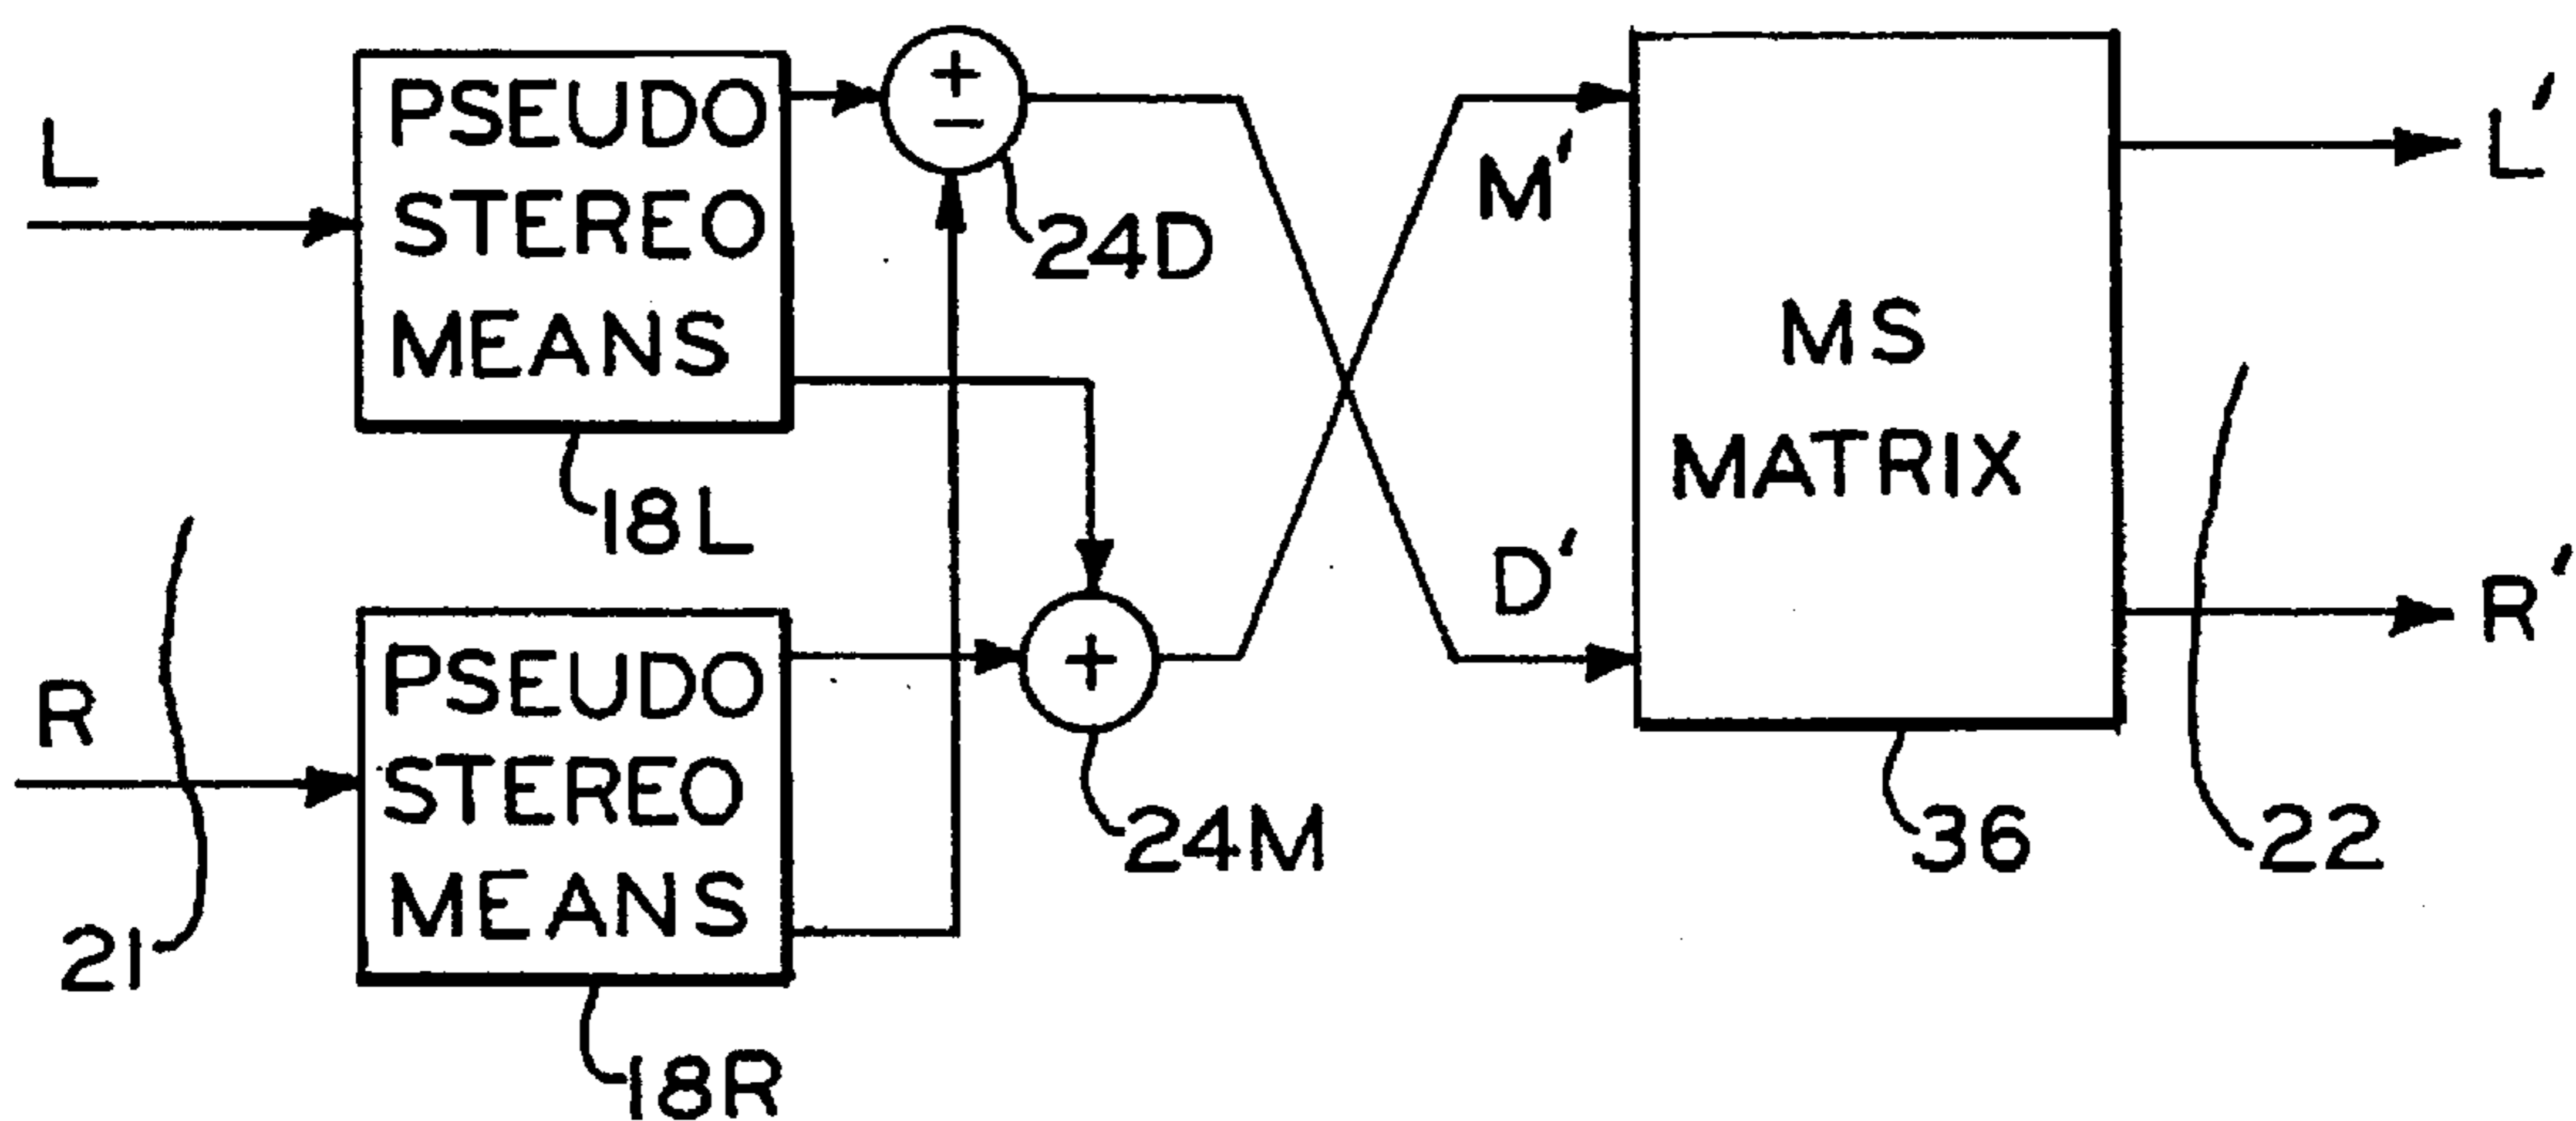 L
PSEUDO
STEREO
MEANS
18L
+
−
24D
M'
D'
MS
MATRIX
36
L'
R'
22
R
21
PSEUDO
STEREO
MEANS
18R
+
24M